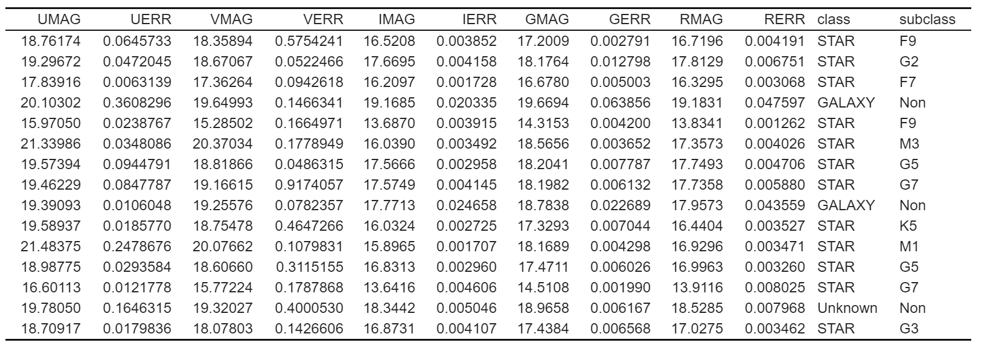 UMAG UERR VMAG VERR IMAG IERR GMAG GERR RMAG RERR class subclass
18.76174 0.0645733 18.35894 0.5754241 16.5208 0.003852 17.2009 0.002791 16.7196 0.004191 STAR F9
19.29672 0.0472045 18.67067 0.0522466 17.6695 0.004158 18.1764 0.012798 17.8129 0.006751 STAR G2
17.83916 0.0063139 17.36264 0.0942618 16.2097 0.001728 16.6780 0.005003 16.3295 0.003068 STAR F7
20.10302 0.3608296 19.64993 0.1466341 19.1685 0.020335 19.6694 0.063856 19.1831 0.047597 GALAXY Non
15.97050 0.0238767 15.28502 0.1664971 13.6870 0.003915 14.3153 0.004200 13.8341 0.001262 STAR F9
21.33986 0.0348086 20.37034 0.1778949 16.0390 0.003492 18.5656 0.003652 17.3573 0.004026 STAR M3
19.57394 0.0944791 18.81866 0.0486315 17.5666 0.002958 18.2041 0.007787 17.7493 0.004706 STAR G5
19.46229 0.0847787 19.16615 0.9174057 17.5749 0.004145 18.1982 0.006132 17.7358 0.005880 STAR G7
19.39093 0.0106048 19.25576 0.0782357 17.7713 0.024658 18.7838 0.022689 17.9573 0.043559 GALAXY Non
19.58937 0.0185770 18.75478 0.4647266 16.0324 0.002725 17.3293 0.007044 16.4404 0.003527 STAR K5
21.48375 0.2478676 20.07662 0.1079831 15.8965 0.001707 18.1689 0.004298 16.9296 0.003471 STAR M1
18.98775 0.0293584 18.60660 0.3115155 16.8313 0.002960 17.4711 0.006026 16.9963 0.003260 STAR G5
16.60113 0.0121778 15.77224 0.1787868 13.6416 0.004606 14.5108 0.001990 13.9116 0.008025 STAR G7
19.78050 0.1646315 19.32027 0.4000530 18.3442 0.005046 18.9658 0.006167 18.5285 0.007968 Unknown Non
18.70917 0.0179836 18.07803 0.1426606 16.8731 0.004107 17.4384 0.006568 17.0275 0.003462 STAR G3